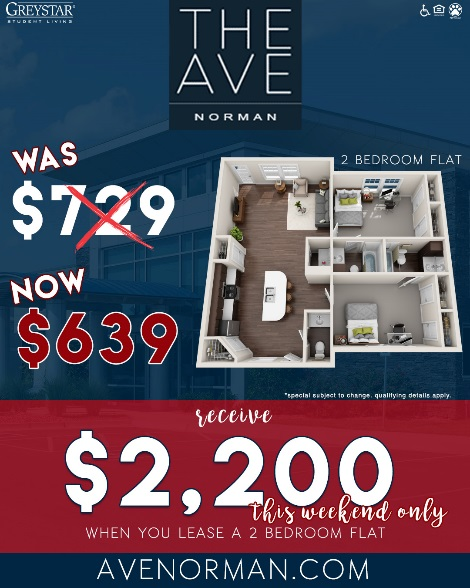 GREYSTAR
STUDENT LIVING
THE
AVE
NORMAN
2 BEDROOM FLAT
WAS
$729
NOW
$639
*special subject to change. qualifying details apply.
receive
$2,200
this weekend only
WHEN YOU LEASE A 2 BEDROOM FLAT
AVENORMAN.COM